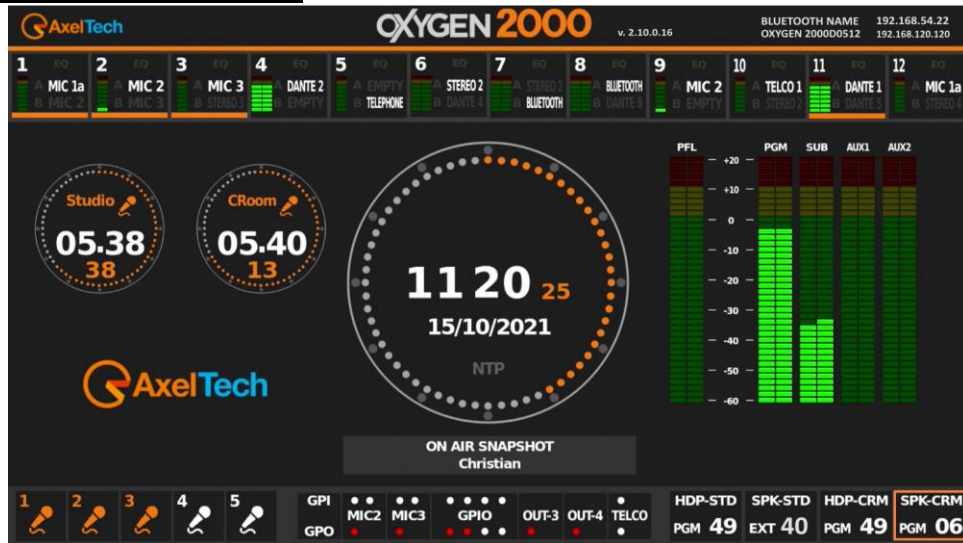 AxelTech
OXYGEN 2000
v. 2.10.0.16
BLUETOOTH NAME 192.168.54.22
OXYGEN 2000D0512 192.168.120.120
1 EQ
A MIC 1a
B MIC 1
2 EQ
A MIC 2
B MIC 2
3 EQ
A MIC 3
B STEREO 3
4 EQ
A DANTE 2
B EMPTY
5 EQ
A EMPTY
B TELEPHONE
6 EQ
A STEREO 2
B DANTE 4
7 EQ
A STEREO 2
B BLUETOOTH
8 EQ
A BLUETOOTH
B DANTE 8
9 EQ
A MIC 2
B EMPTY
10 EQ
A TELCO 1
B STEREO 2
11 EQ
A DANTE 1
B DANTE 5
12 EQ
A MIC 1a
B STEREO 4
Studio
05.38
38
CRoom
05.40
13
11 20 25
15/10/2021
NTP
AxelTech
PFL PGM SUB AUX1 AUX2
+20
+10
0
-10
-20
-30
-40
-50
-60
ON AIR SNAPSHOT
Christian
1 2 3 4 5
GPI
MIC2 MIC3 GPIO OUT-3 OUT-4 TELCO
GPO
HDP-STD SPK-STD HDP-CRM SPK-CRM
PGM 49 EXT 40 PGM 49 PGM 06